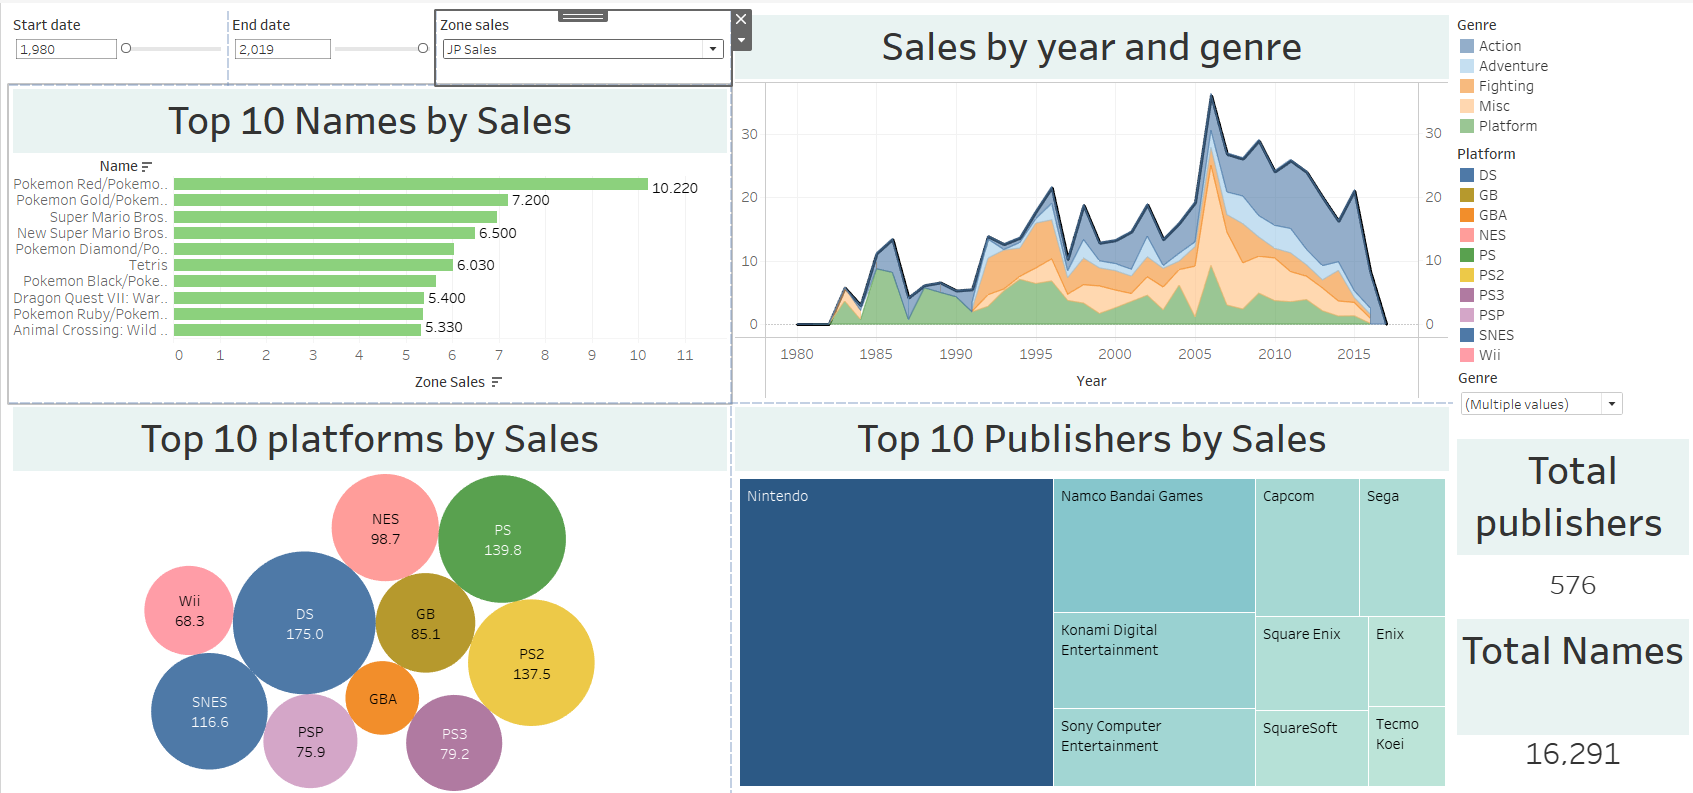 Start date
1,980
End date
2,019
Zone sales
JP Sales
Top 10 Names by Sales
Name
Pokemon Red/Pokemo..
10.220
Pokemon Gold/Pokem..
7.200
Super Mario Bros.
New Super Mario Bros.
6.500
Pokemon Diamond/Po..
Tetris
6.030
Pokemon Black/Poke..
Dragon Quest VII: War..
5.400
Pokemon Ruby/Pokem..
Animal Crossing: Wild ..
5.330
0 1 2 3 4 5 6 7 8 9 10 11
Zone Sales
Sales by year and genre
30 30
20 20
10 10
0 0
1980 1985 1990 1995 2000 2005 2010 2015
Year
Genre
Action
Adventure
Fighting
Misc
Platform
Platform
DS
GB
GBA
NES
PS
PS2
PS3
PSP
SNES
Wii
Genre
(Multiple values)
Top 10 platforms by Sales
NES
98.7
PS
139.8
Wii
68.3
DS
175.0
GB
85.1
PS2
137.5
SNES
116.6
GBA
PSP
75.9
PS3
79.2
Top 10 Publishers by Sales
Nintendo
Namco Bandai Games
Konami Digital
Entertainment
Sony Computer
Entertainment
Capcom
Sega
Square Enix
Enix
SquareSoft
Tecmo
Koei
Total
publishers
576
Total Names
16,291